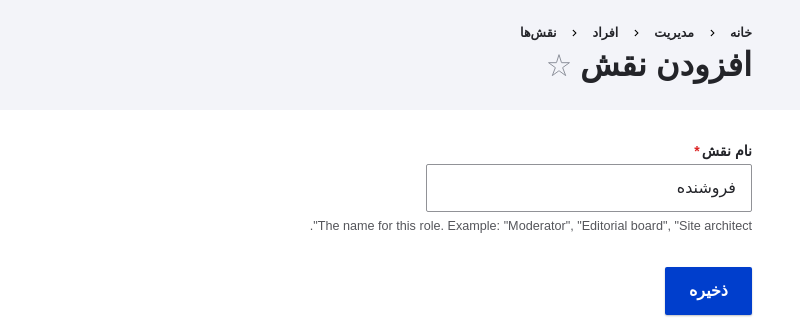 خانه › مدیریت › افراد › نقش‌ها
افزودن نقش ☆
نام نقش*
فروشنده
The name for this role. Example: "Moderator", "Editorial board", "Site architect".
ذخیره